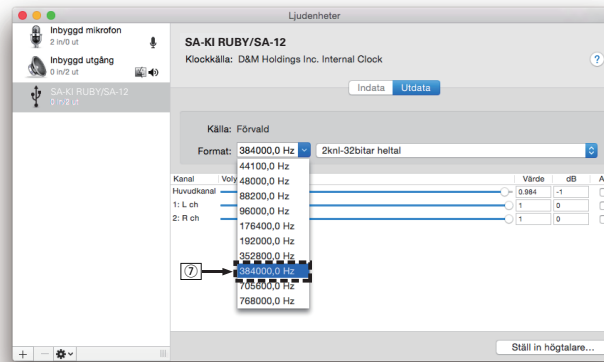 Ljudenheter
Inbyggd mikrofon
2 in/0 ut
Inbyggd utgång
0 in/2 ut
SA-KI RUBY/SA-12
0 in/2 ut
SA-KI RUBY/SA-12
Klockkälla: D&M Holdings Inc. Internal Clock
?
Indata Utdata
Källa: Förvald
Format: 384000,0 Hz 2knl-32bitar heltal
44100,0 Hz
48000,0 Hz
88200,0 Hz
96000,0 Hz
176400,0 Hz
192000,0 Hz
352800,0 Hz
384000,0 Hz
705600,0 Hz
768000,0 Hz
⑦
Kanal Voly Värde dB A
Huvudkanal 0.984 -1
1: L ch 1 0
2: R ch 1 0
Ställ in högtalare...